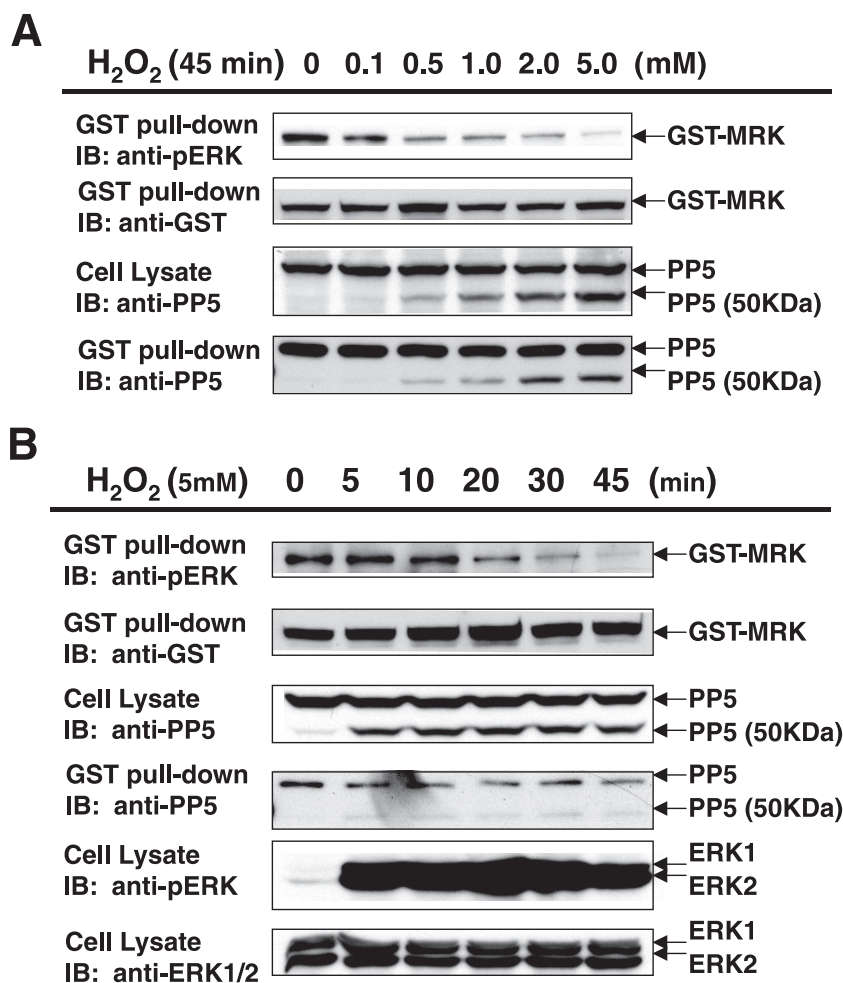 A
H₂O₂ (45 min) 0 0.1 0.5 1.0 2.0 5.0 (mM)
GST pull-down
IB: anti-pERK
GST-MRK
GST pull-down
IB: anti-GST
GST-MRK
Cell Lysate
IB: anti-PP5
PP5
PP5 (50KDa)
GST pull-down
IB: anti-PP5
PP5
PP5 (50KDa)
B
H₂O₂ (5mM) 0 5 10 20 30 45 (min)
GST pull-down
IB: anti-pERK
GST-MRK
GST pull-down
IB: anti-GST
GST-MRK
Cell Lysate
IB: anti-PP5
PP5
PP5 (50KDa)
GST pull-down
IB: anti-PP5
PP5
PP5 (50KDa)
Cell Lysate
IB: anti-pERK
ERK1
ERK2
Cell Lysate
IB: anti-ERK1/2
ERK1
ERK2